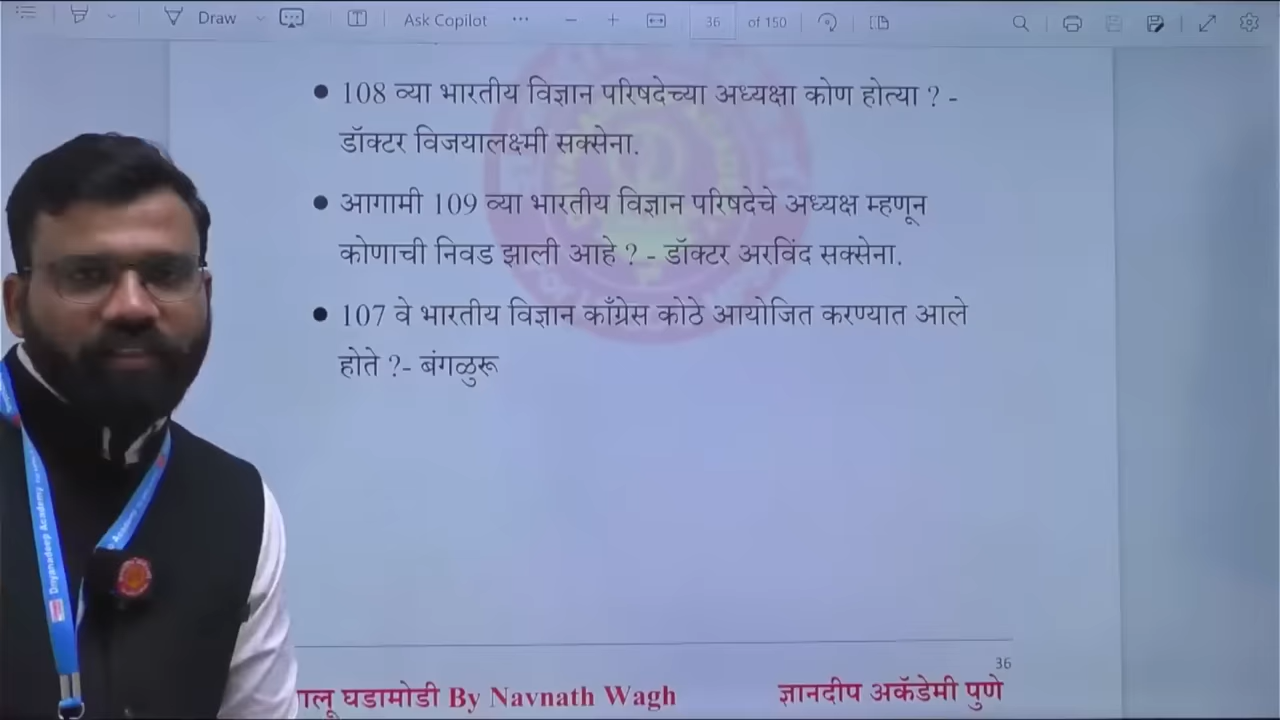 Draw
Ask Copilot
36 of 150
108 व्या भारतीय विज्ञान परिषदेच्या अध्यक्षा कोण होत्या ? -
डॉक्टर विजयालक्ष्मी सक्सेना.
आगामी 109 व्या भारतीय विज्ञान परिषदेचे अध्यक्ष म्हणून
कोणाची निवड झाली आहे ? - डॉक्टर अरविंद सक्सेना.
107 वे भारतीय विज्ञान काँग्रेस कोठे आयोजित करण्यात आले
होते ?- बंगळुरू
36
घडामोडी By Navnath Wagh
ज्ञानदीप अकॅडेमी पुणे
Dnyanadeep Academy